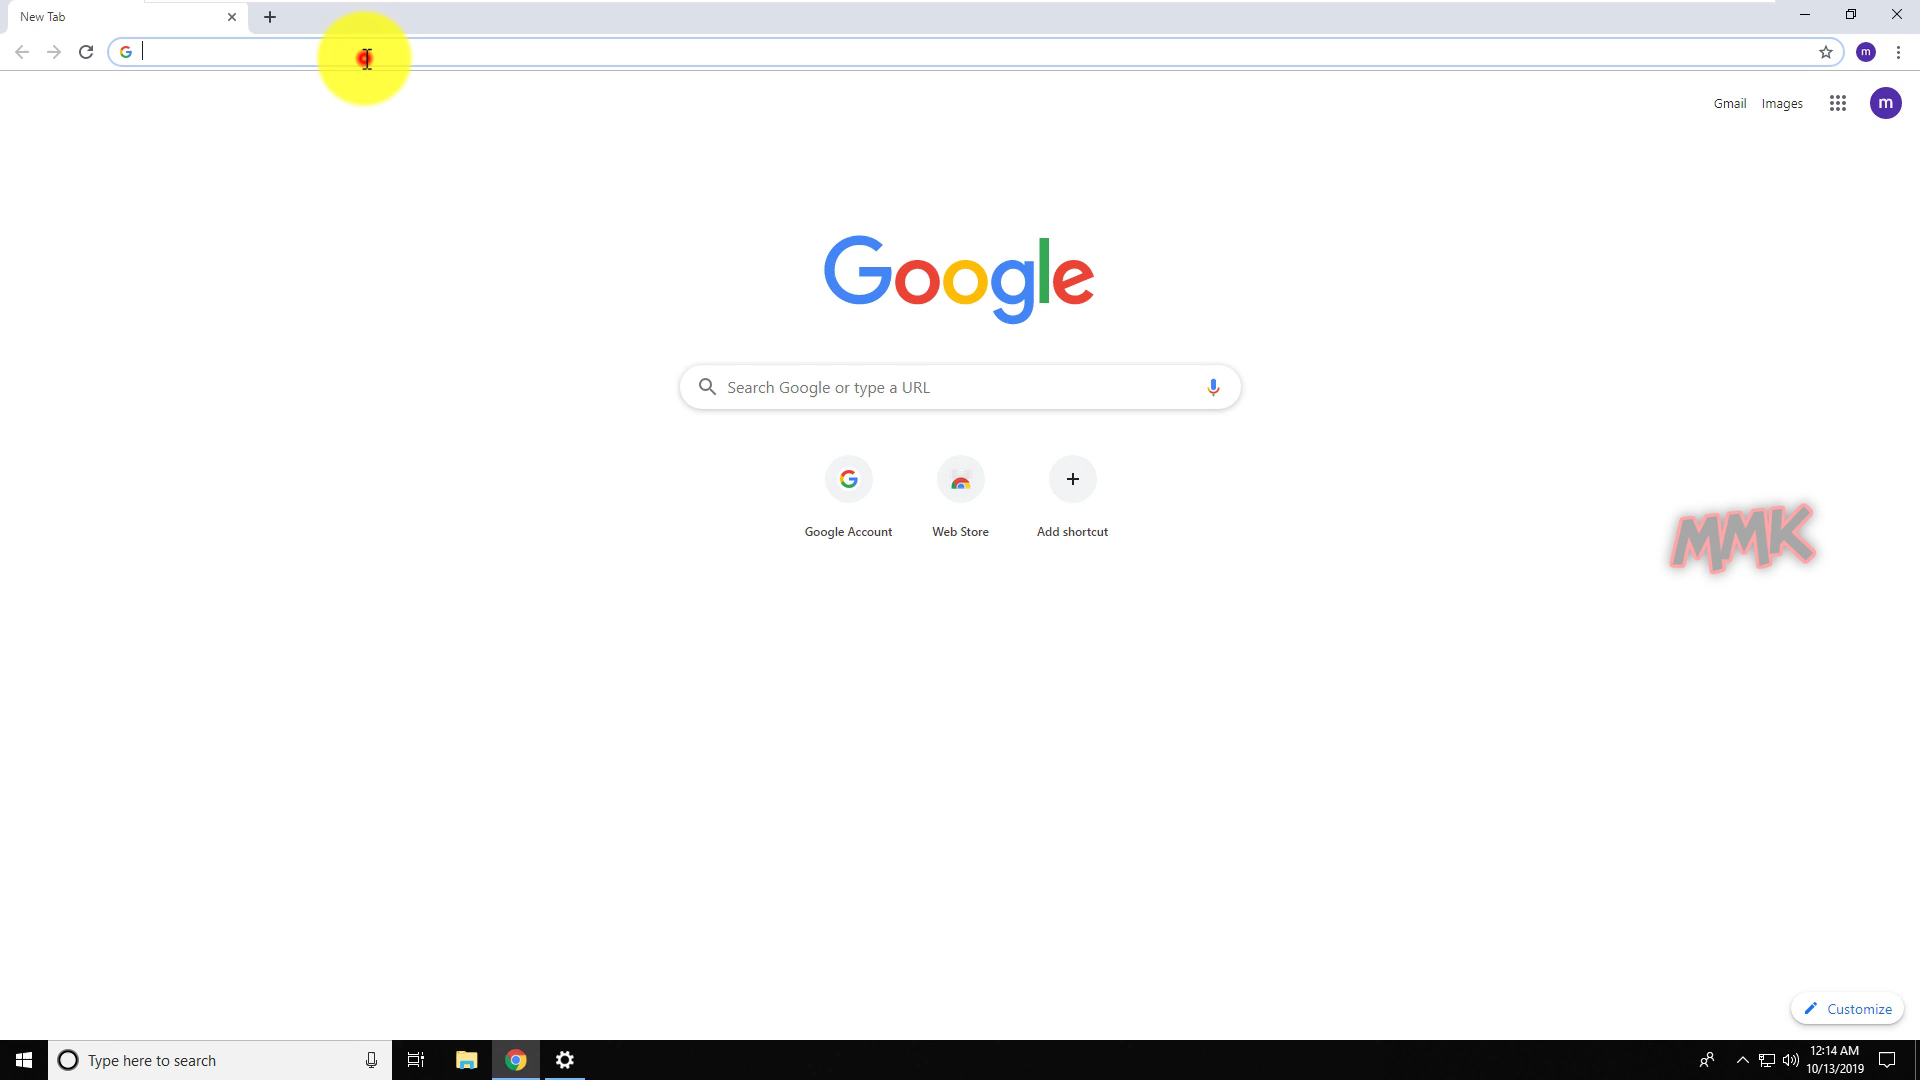 New Tab
m
Gmail Images
m
Google
Search Google or type a URL
Google Account
Web Store
Add shortcut
MMK
Customize
Type here to search
12:14 AM
10/13/2019